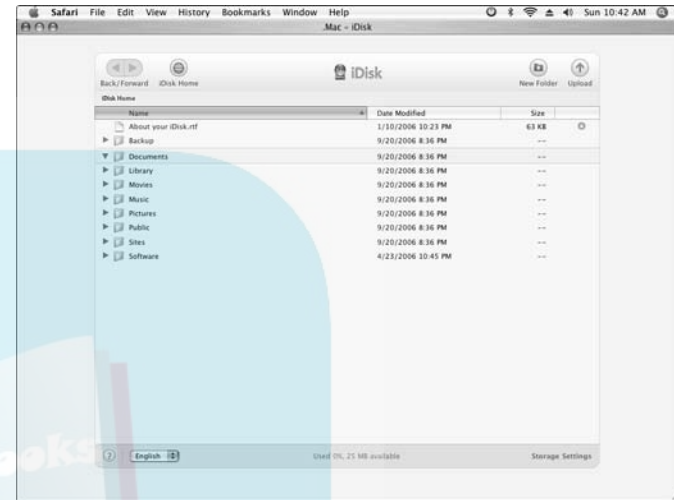 Safari File Edit View History Bookmarks Window Help Sun 10:42 AM
.Mac - iDisk
Back/Forward iDisk Home iDisk New Folder Upload
iDisk Home
Name Date Modified Size
About your iDisk.rtf 1/10/2006 10:23 PM 63 KB
Backup 9/20/2006 8:36 PM --
Documents 9/20/2006 8:36 PM --
Library 9/20/2006 8:36 PM --
Movies 9/20/2006 8:36 PM --
Music 9/20/2006 8:36 PM --
Pictures 9/20/2006 8:36 PM --
Public 9/20/2006 8:36 PM --
Sites 9/20/2006 8:36 PM --
Software 4/23/2006 10:45 PM --
? English Used 0%, 25 MB available Storage Settings
ooks